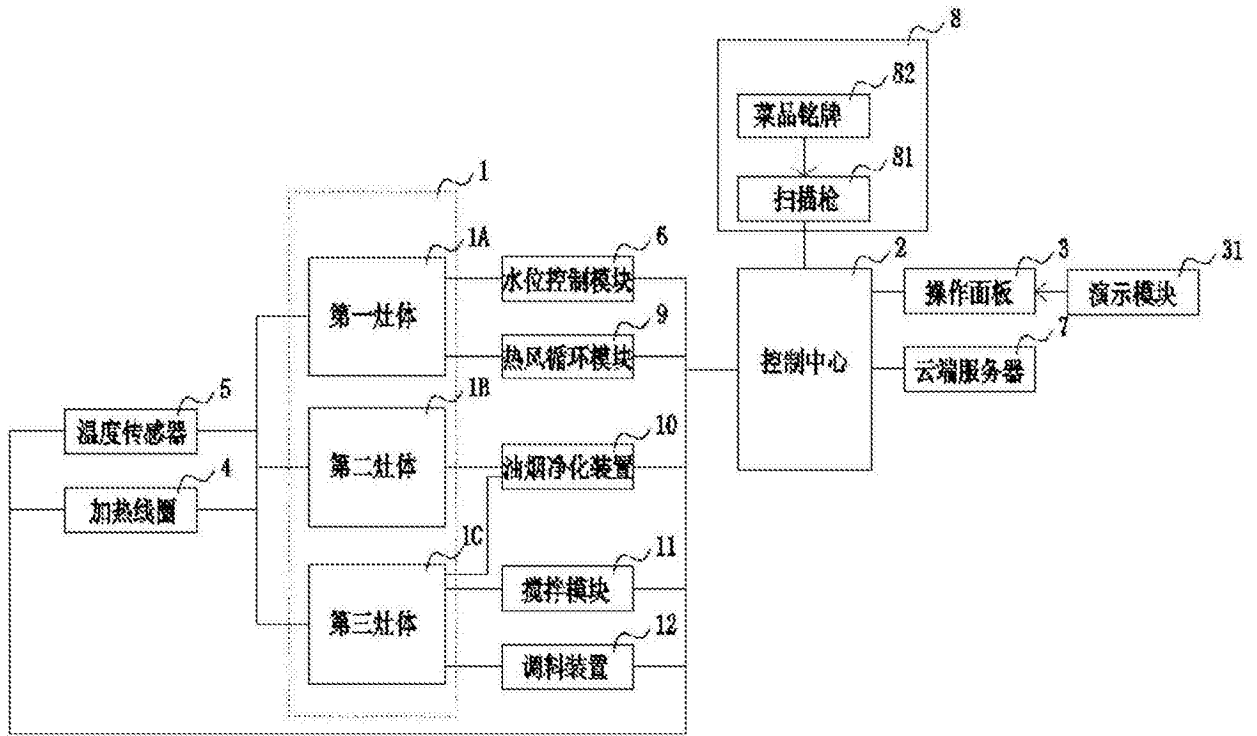 8
82
菜品铭牌
81
扫描枪
1
1A
第一灶体
6
水位控制模块
9
热风循环模块
2
控制中心
3
操作面板
31
演示模块
7
云端服务器
5
温度传感器
4
加热线圈
1B
第二灶体
10
油烟净化装置
1C
第三灶体
11
搅拌模块
12
调料装置